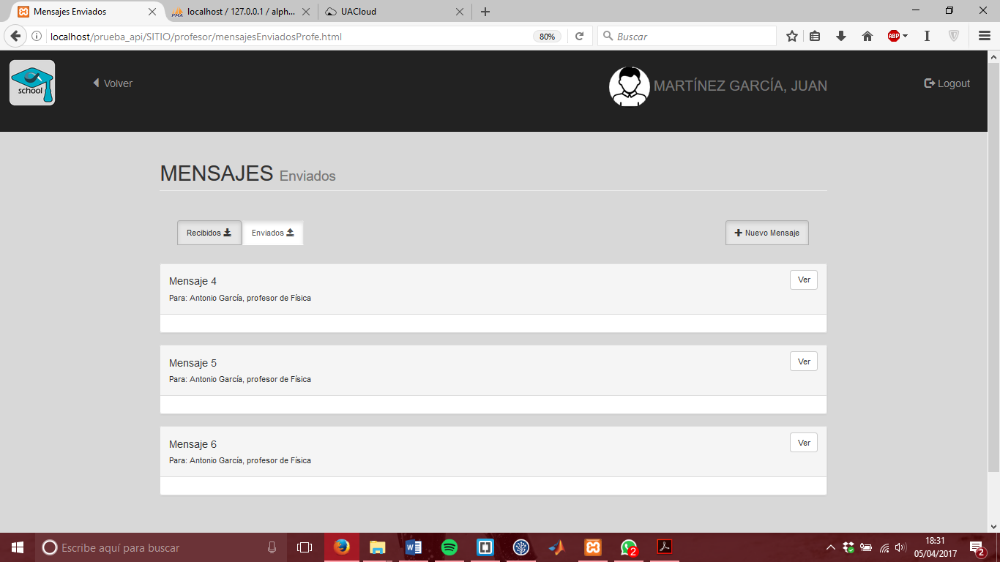 Mensajes Enviados
localhost / 127.0.0.1 / alph...
UACloud
localhost/prueba_api/SITIO/profesor/mensajesEnviadosProfe.html
80%
Buscar
ABP
school
Volver
MARTÍNEZ GARCÍA, JUAN
Logout
MENSAJES Enviados
Recibidos
Enviados
Nuevo Mensaje
Mensaje 4
Ver
Para: Antonio García, profesor de Física
Mensaje 5
Ver
Para: Antonio García, profesor de Física
Mensaje 6
Ver
Para: Antonio García, profesor de Física
Escribe aquí para buscar
2
18:31
05/04/2017
2